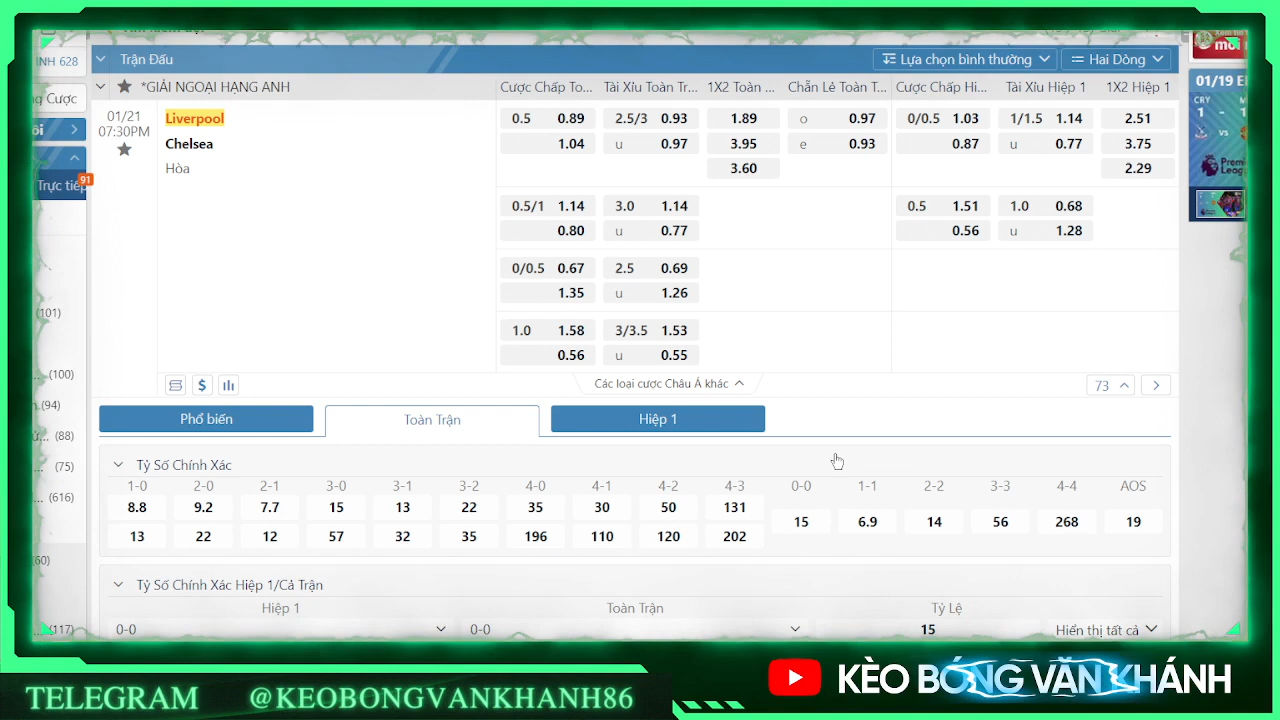 Trận Đấu
Lựa chọn bình thường
Hai Dòng
*GIẢI NGOẠI HẠNG ANH
Cược Chấp To... Tài Xỉu Toàn Tr... 1X2 Toàn ... Chẵn Lẻ Toàn T... Cược Chấp Hi... Tài Xỉu Hiệp 1 1X2 Hiệp 1
01/21
07:30PM
Liverpool 0.5 0.89 2.5/3 0.93 1.89 o 0.97 0/0.5 1.03 1/1.5 1.14 2.51
Chelsea 1.04 u 0.97 3.95 e 0.93 0.87 u 0.77 3.75
Hòa 3.60 2.29
0.5/1 1.14 3.0 1.14 0.5 1.51 1.0 0.68
0.80 u 0.77 0.56 u 1.28
0/0.5 0.67 2.5 0.69
1.35 u 1.26
1.0 1.58 3/3.5 1.53
0.56 u 0.55
$
Các loại cược Châu Á khác
73
Phổ biến Toàn Trận Hiệp 1
Tỷ Số Chính Xác
1-0 2-0 2-1 3-0 3-1 3-2 4-0 4-1 4-2 4-3 0-0 1-1 2-2 3-3 4-4 AOS
8.8 9.2 7.7 15 13 22 35 30 50 131
15 6.9 14 56 268 19
13 22 12 57 32 35 196 110 120 202
Tỷ Số Chính Xác Hiệp 1/Cả Trận
Hiệp 1 Toàn Trận Tỷ Lệ
0-0 0-0 15 Hiển thị tất cả
NH 628
Cược
Trực tiếp
91
(101)
(100)
(94)
(88)
(75)
(616)
(60)
(117)
01/19
CRY
1 - 1
vs
TELEGRAM @KEOBONGVANKHANH86
KÈO BÓNG VĂN KHÁNH